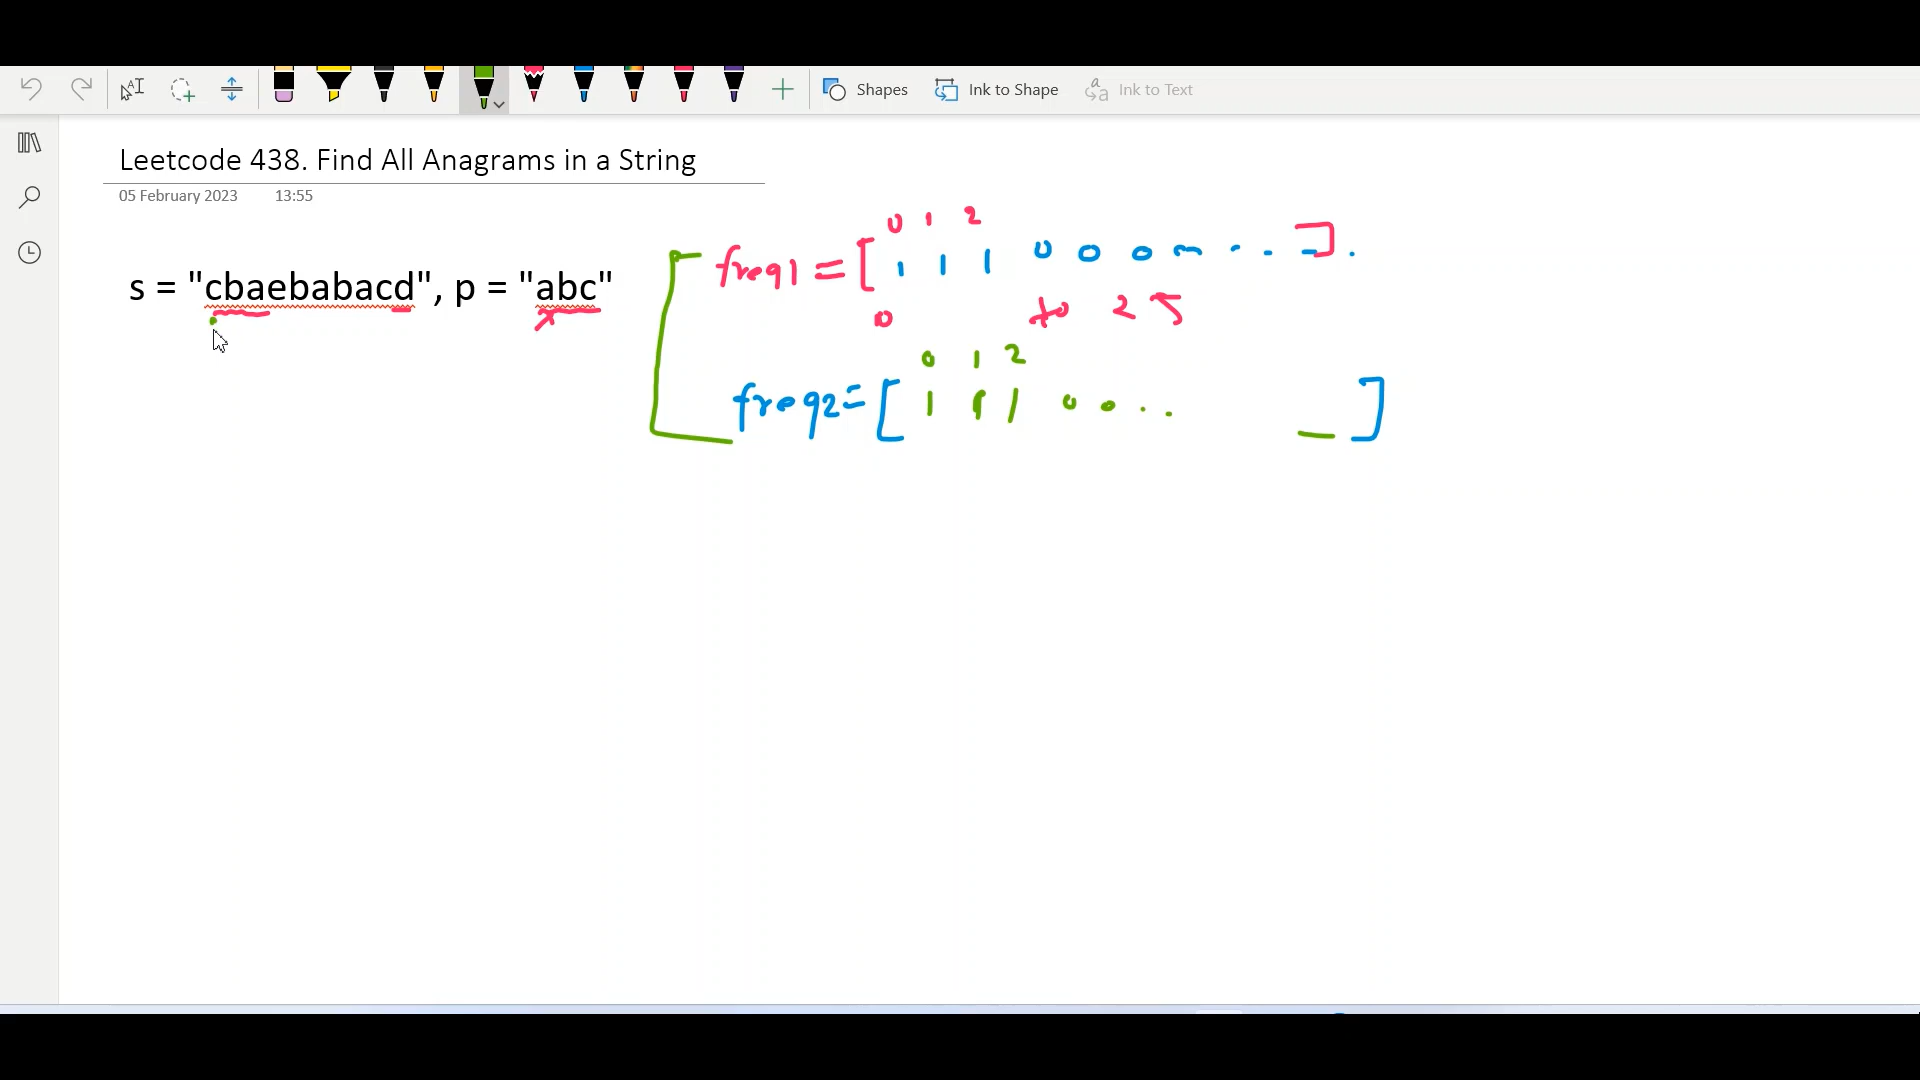 Shapes Ink to Shape Ink to Text
Leetcode 438. Find All Anagrams in a String
05 February 2023 13:55
s = "cbaebabacd", p = "abc"
0 1 2
freq1 = [ 1 1 1 0 0 0 ~ - . - - ] .
0 to 25
0 1 2
freq2 = [ 1 1 1 0 0 . . _ ]